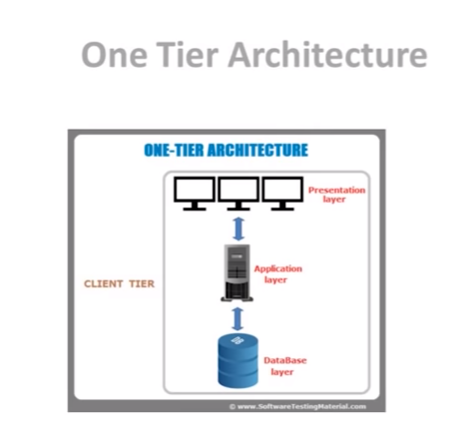 One Tier Architecture
ONE-TIER ARCHITECTURE
Presentation
layer
Application
layer
CLIENT TIER
DataBase
layer
© www.SoftwareTestingMaterial.com